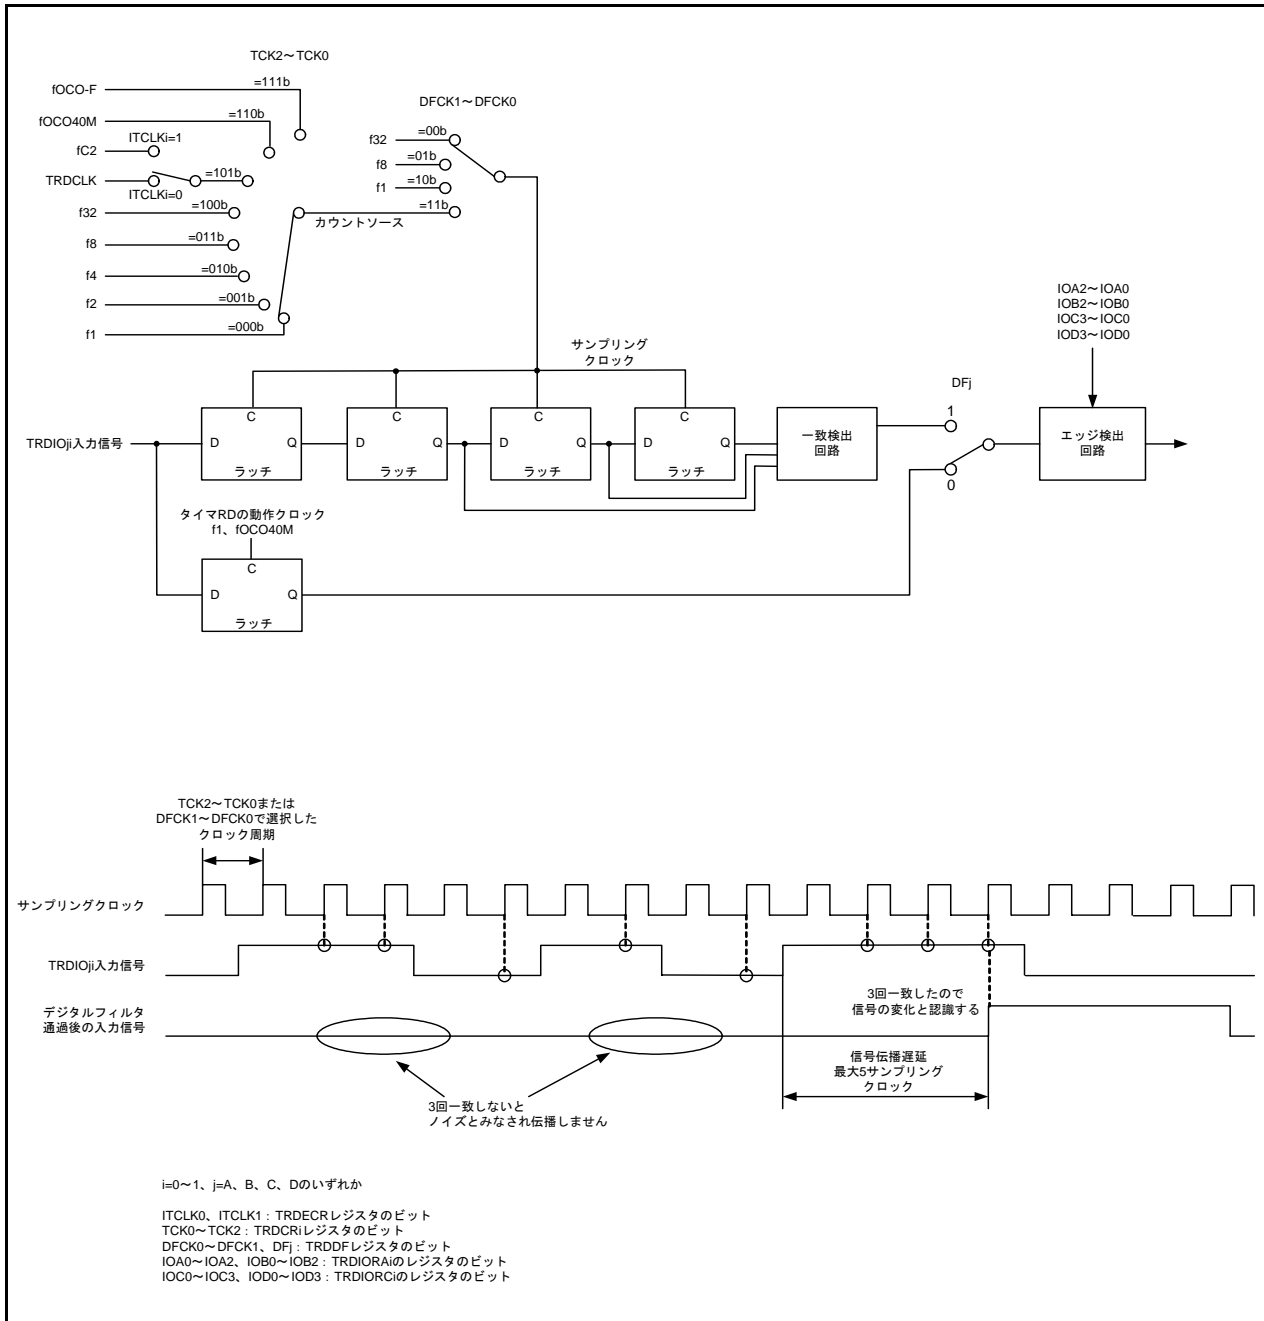 TCK2～TCK0
fOCO-F
=111b
DFCK1～DFCK0
fOCO40M
=110b
f32
=00b
fC2
ITCLKi=1
f8
=01b
TRDCLK
=101b
f1
=10b
ITCLKi=0
f32
=100b
=11b
カウントソース
f8
=011b
f4
=010b
f2
=001b
f1
=000b
IOA2～IOA0
IOB2～IOB0
IOC3～IOC0
IOD3～IOD0
サンプリング
クロック
DFj
TRDIOji入力信号
C
D
Q
ラッチ
C
D
Q
ラッチ
C
D
Q
ラッチ
C
D
Q
ラッチ
一致検出
回路
1
0
エッジ検出
回路
タイマRDの動作クロック
f1、fOCO40M
C
D
Q
ラッチ
TCK2～TCK0または
DFCK1～DFCK0で選択した
クロック周期
サンプリングクロック
TRDIOji入力信号
3回一致したので
信号の変化と認識する
デジタルフィルタ
通過後の入力信号
信号伝播遅延
最大5サンプリング
クロック
3回一致しないと
ノイズとみなされ伝播しません
i=0～1、j=A、B、C、Dのいずれか
ITCLK0、ITCLK1：TRDECRレジスタのビット
TCK0～TCK2：TRDCRiレジスタのビット
DFCK0～DFCK1、DFj：TRDDFレジスタのビット
IOA0～IOA2、IOB0～IOB2：TRDIORAiのレジスタのビット
IOC0～IOC3、IOD0～IOD3：TRDIORCiのレジスタのビット